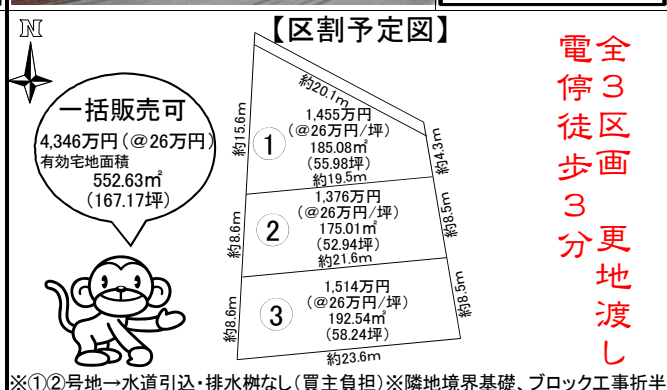 【区割予定図】
N
一括販売可
4,346万円(@26万円)
有効宅地面積
552.63㎡
(167.17坪)
約20.1m
約15.6m
①
1,455万円
(@26万円/坪)
185.08㎡
(55.98坪)
約4.3m
約19.5m
約8.6m
②
1,376万円
(@26万円/坪)
175.01㎡
(52.94坪)
約8.5m
約21.6m
約8.6m
③
1,514万円
(@26万円/坪)
192.54㎡
(58.24坪)
約8.5m
約23.6m
全3区画 更地渡し
電停徒歩3分
※①②号地→水道引込・排水桝なし(買主負担)※隣地境界基礎、ブロック工事折半